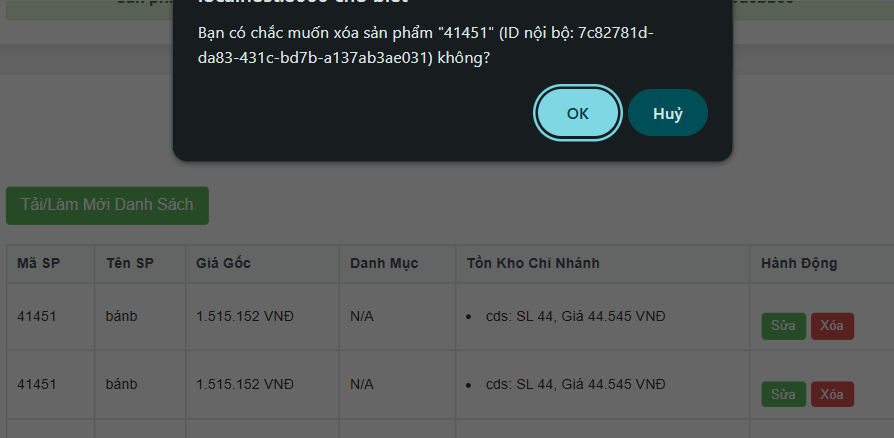 Bạn có chắc muốn xóa sản phẩm "41451" (ID nội bộ: 7c82781d-
da83-431c-bd7b-a137ab3ae031) không?
OK Huỷ
Tải/Làm Mới Danh Sách
Mã SP Tên SP Giá Gốc Danh Mục Tồn Kho Chi Nhánh Hành Động
41451 bánb 1.515.152 VNĐ N/A • cds: SL 44, Giá 44.545 VNĐ Sửa Xóa
41451 bánb 1.515.152 VNĐ N/A • cds: SL 44, Giá 44.545 VNĐ Sửa Xóa